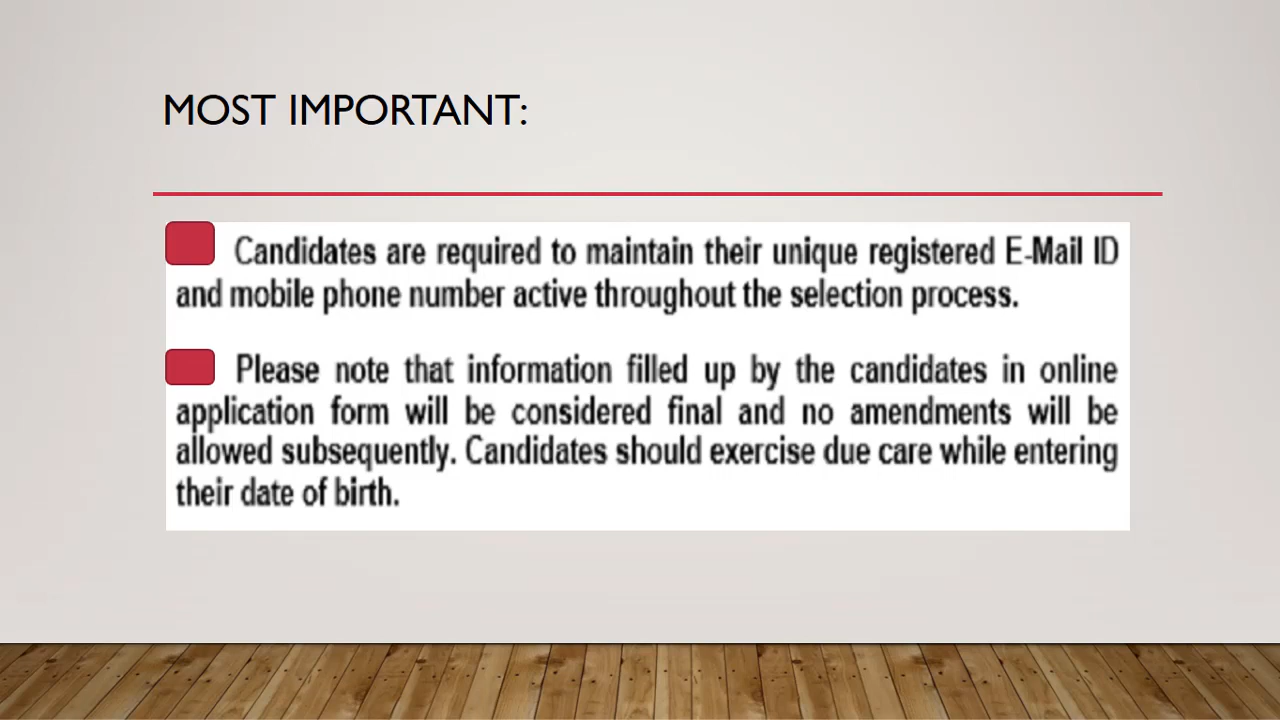 MOST IMPORTANT:
Candidates are required to maintain their unique registered E-Mail ID
and mobile phone number active throughout the selection process.
Please note that information filled up by the candidates in online
application form will be considered final and no amendments will be
allowed subsequently. Candidates should exercise due care while entering
their date of birth.